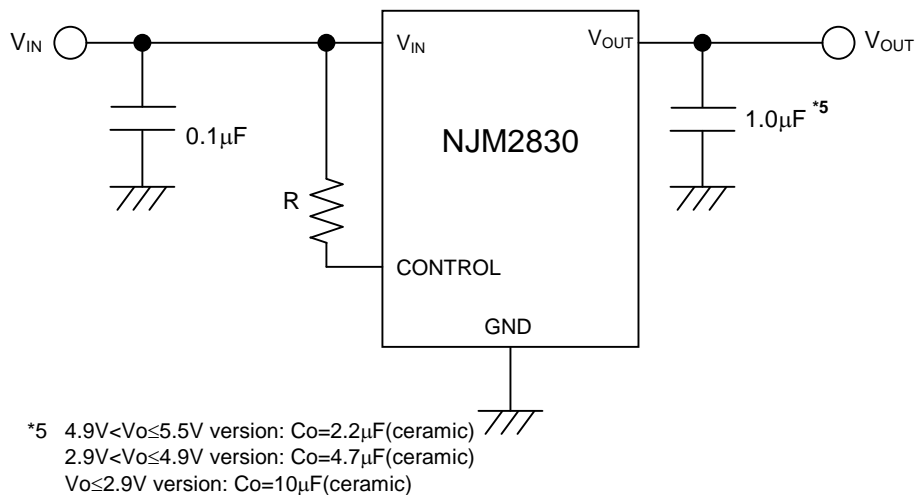 VIN VIN VOUT VOUT
0.1μF
1.0μF *5
NJM2830
R
CONTROL
GND
*5 4.9V<Vo≤5.5V version: Co=2.2μF(ceramic)
2.9V<Vo≤4.9V version: Co=4.7μF(ceramic)
Vo≤2.9V version: Co=10μF(ceramic)